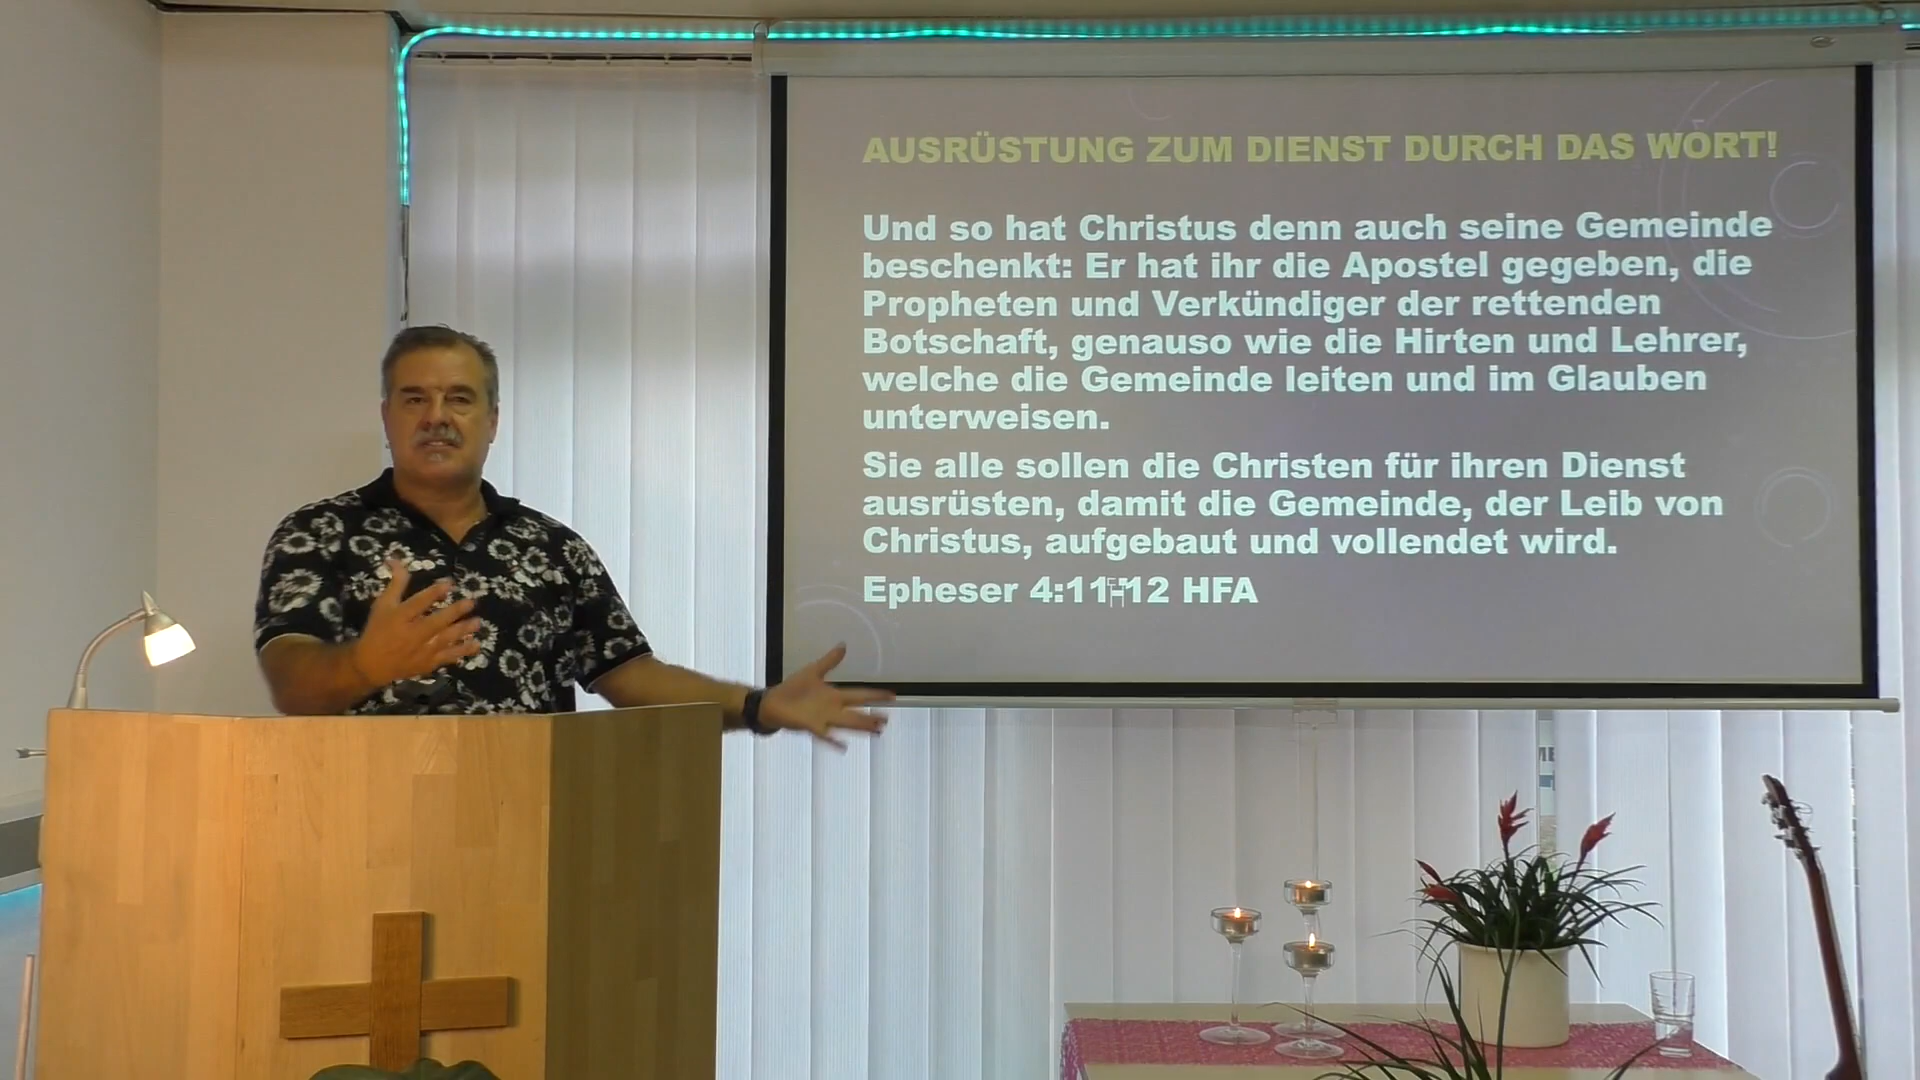 AUSRÜSTUNG ZUM DIENST DURCH DAS WORT!
Und so hat Christus denn auch seine Gemeinde
beschenkt: Er hat ihr die Apostel gegeben, die
Propheten und Verkündiger der rettenden
Botschaft, genauso wie die Hirten und Lehrer,
welche die Gemeinde leiten und im Glauben
unterweisen.
Sie alle sollen die Christen für ihren Dienst
ausrüsten, damit die Gemeinde, der Leib von
Christus, aufgebaut und vollendet wird.
Epheser 4:11-12 HFA